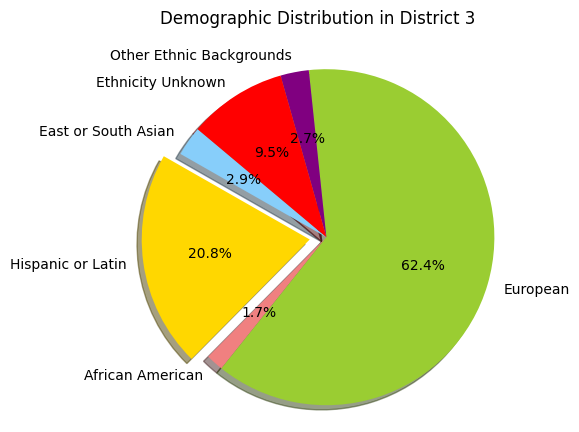 Demographic Distribution in District 3
Other Ethnic Backgrounds
Ethnicity Unknown
East or South Asian
2.7%
9.5%
2.9%
Hispanic or Latin
20.8%
62.4%
European
1.7%
African American